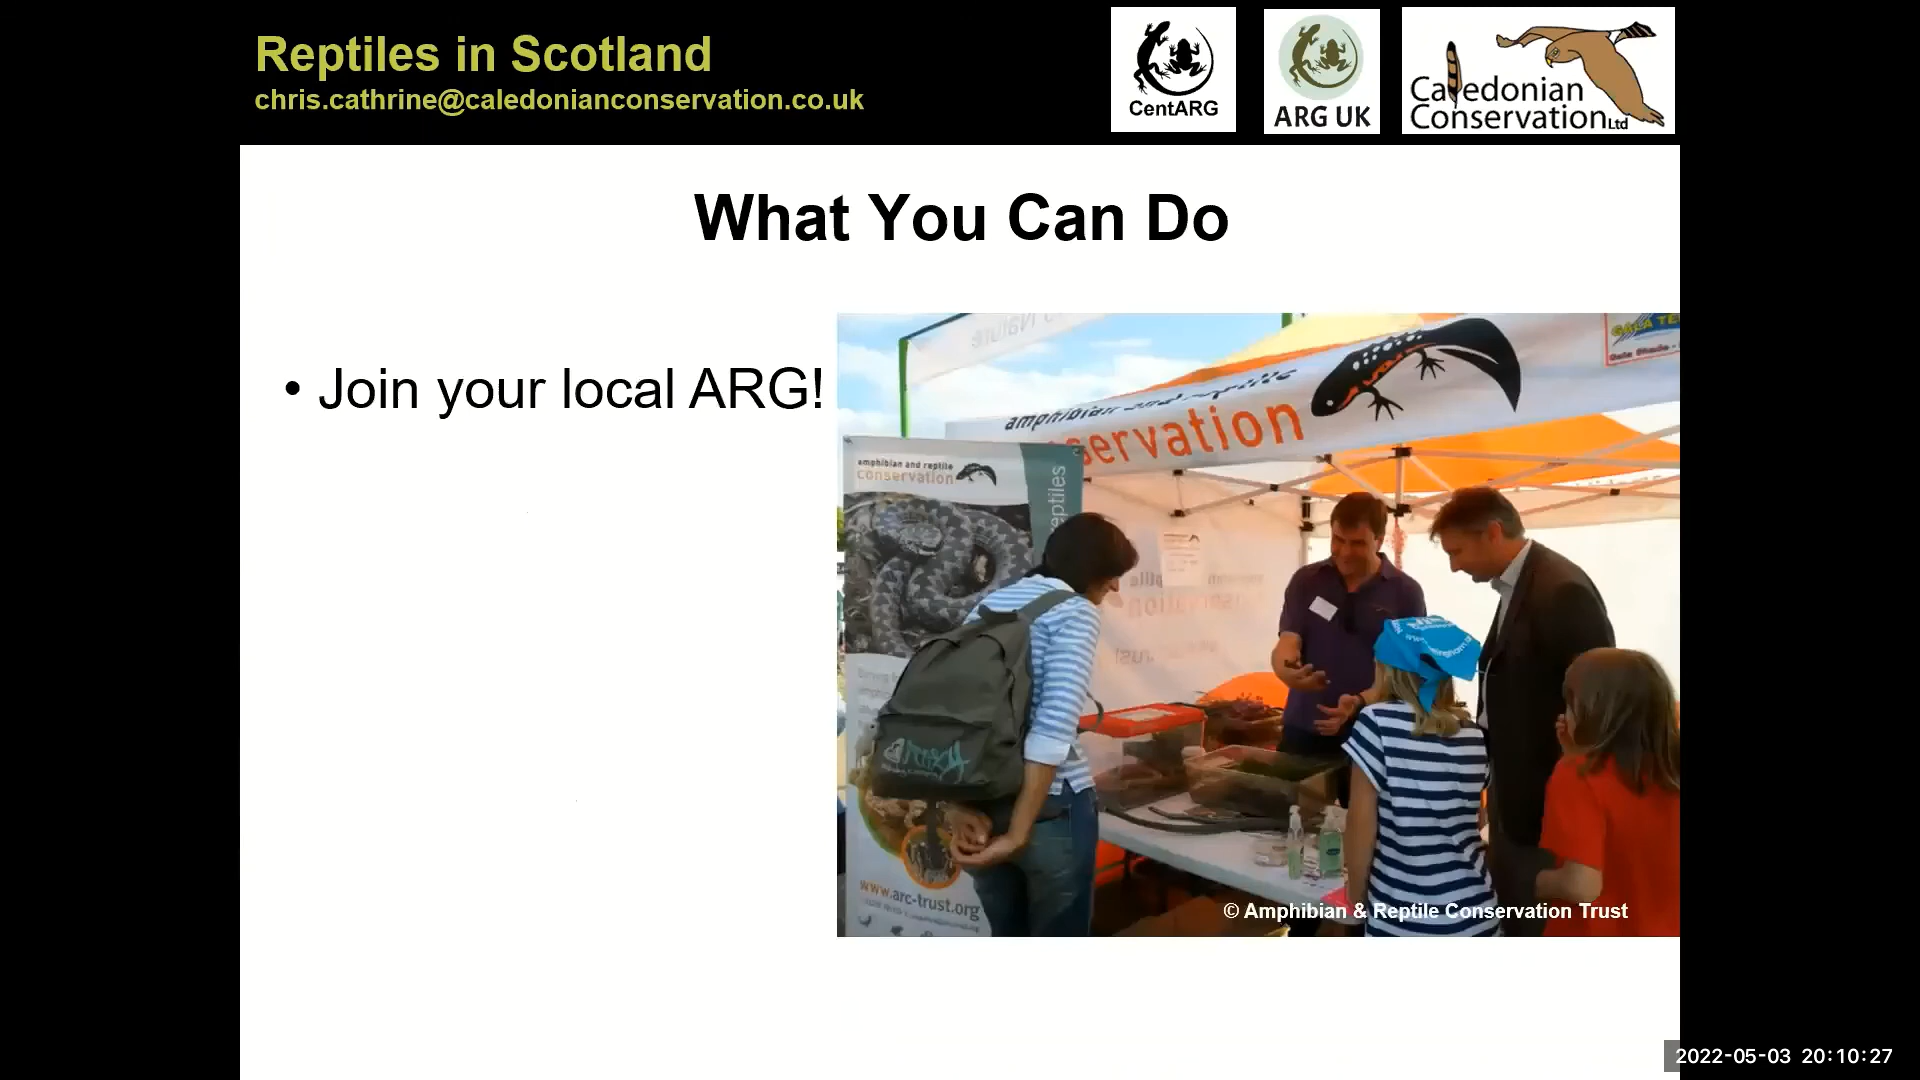 Reptiles in Scotland
chris.cathrine@caledonianconservation.co.uk
CentARG
ARG UK
Caledonian
Conservation Ltd
What You Can Do
• Join your local ARG!
amphibian and reptile
servation
amphibian and reptile
conservation
eptiles
www.arc-trust.org
© Amphibian & Reptile Conservation Trust
2022-05-03 20:10:27